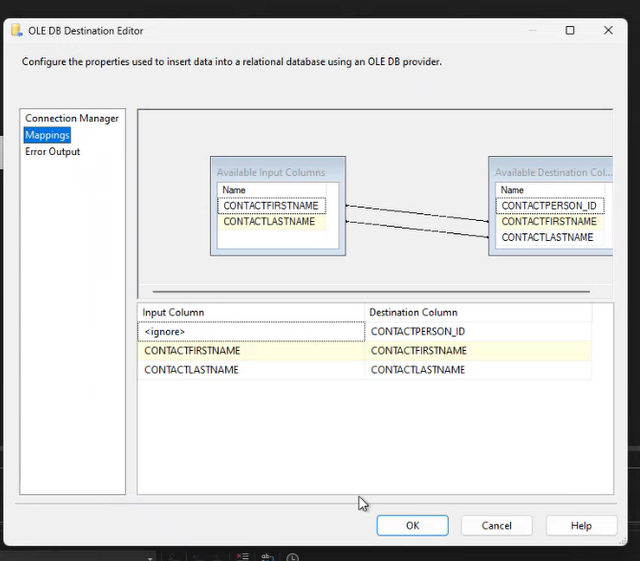 OLE DB Destination Editor
Configure the properties used to insert data into a relational database using an OLE DB provider.
Connection Manager
Mappings
Error Output
Available Input Columns
Name
CONTACTFIRSTNAME
CONTACTLASTNAME
Available Destination Col...
Name
CONTACTPERSON_ID
CONTACTFIRSTNAME
CONTACTLASTNAME
Input Column Destination Column
<ignore> CONTACTPERSON_ID
CONTACTFIRSTNAME CONTACTFIRSTNAME
CONTACTLASTNAME CONTACTLASTNAME
OK Cancel Help